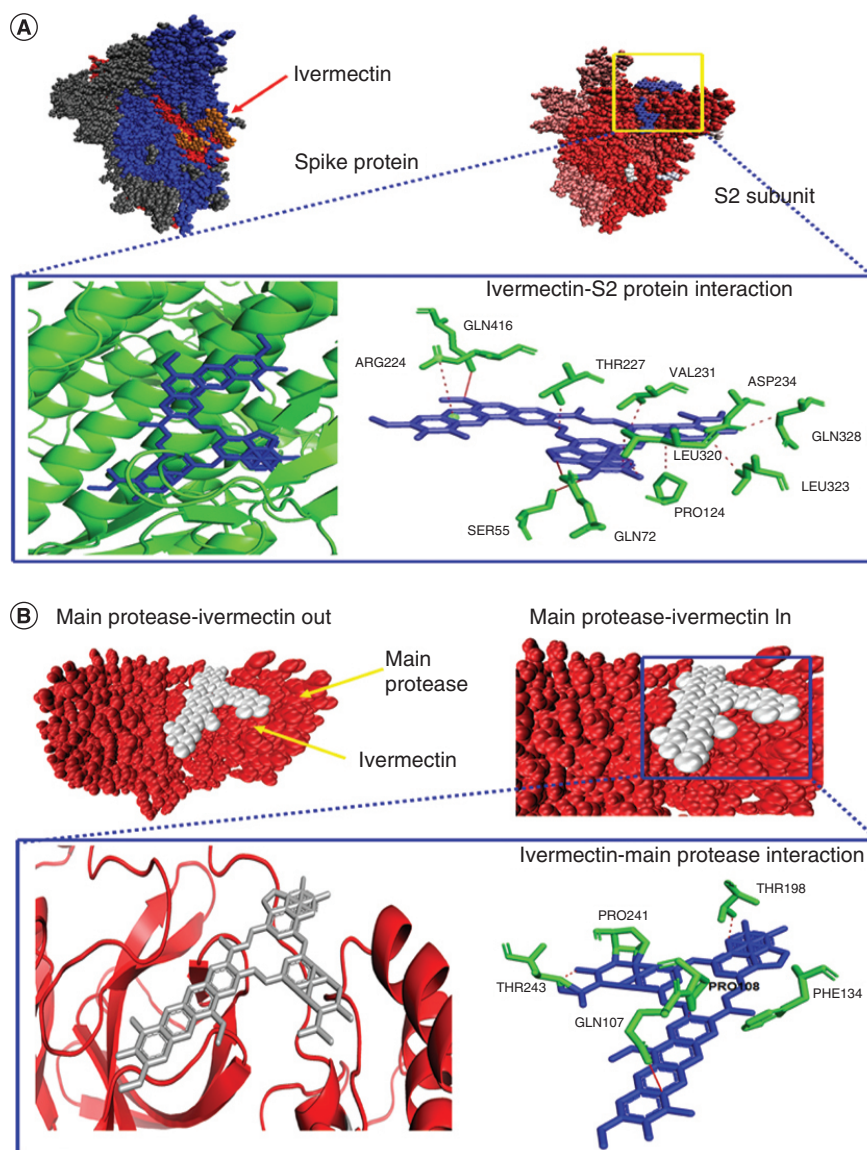 A
Ivermectin
Spike protein
S2 subunit
Ivermectin-S2 protein interaction
GLN416
ARG224
THR227
VAL231
ASP234
GLN328
LEU320
LEU323
PRO124
SER55
GLN72
B
Main protease-ivermectin out
Main protease-ivermectin In
Main
protease
Ivermectin
Ivermectin-main protease interaction
THR198
PRO241
THR243
PRO108
PHE134
GLN107